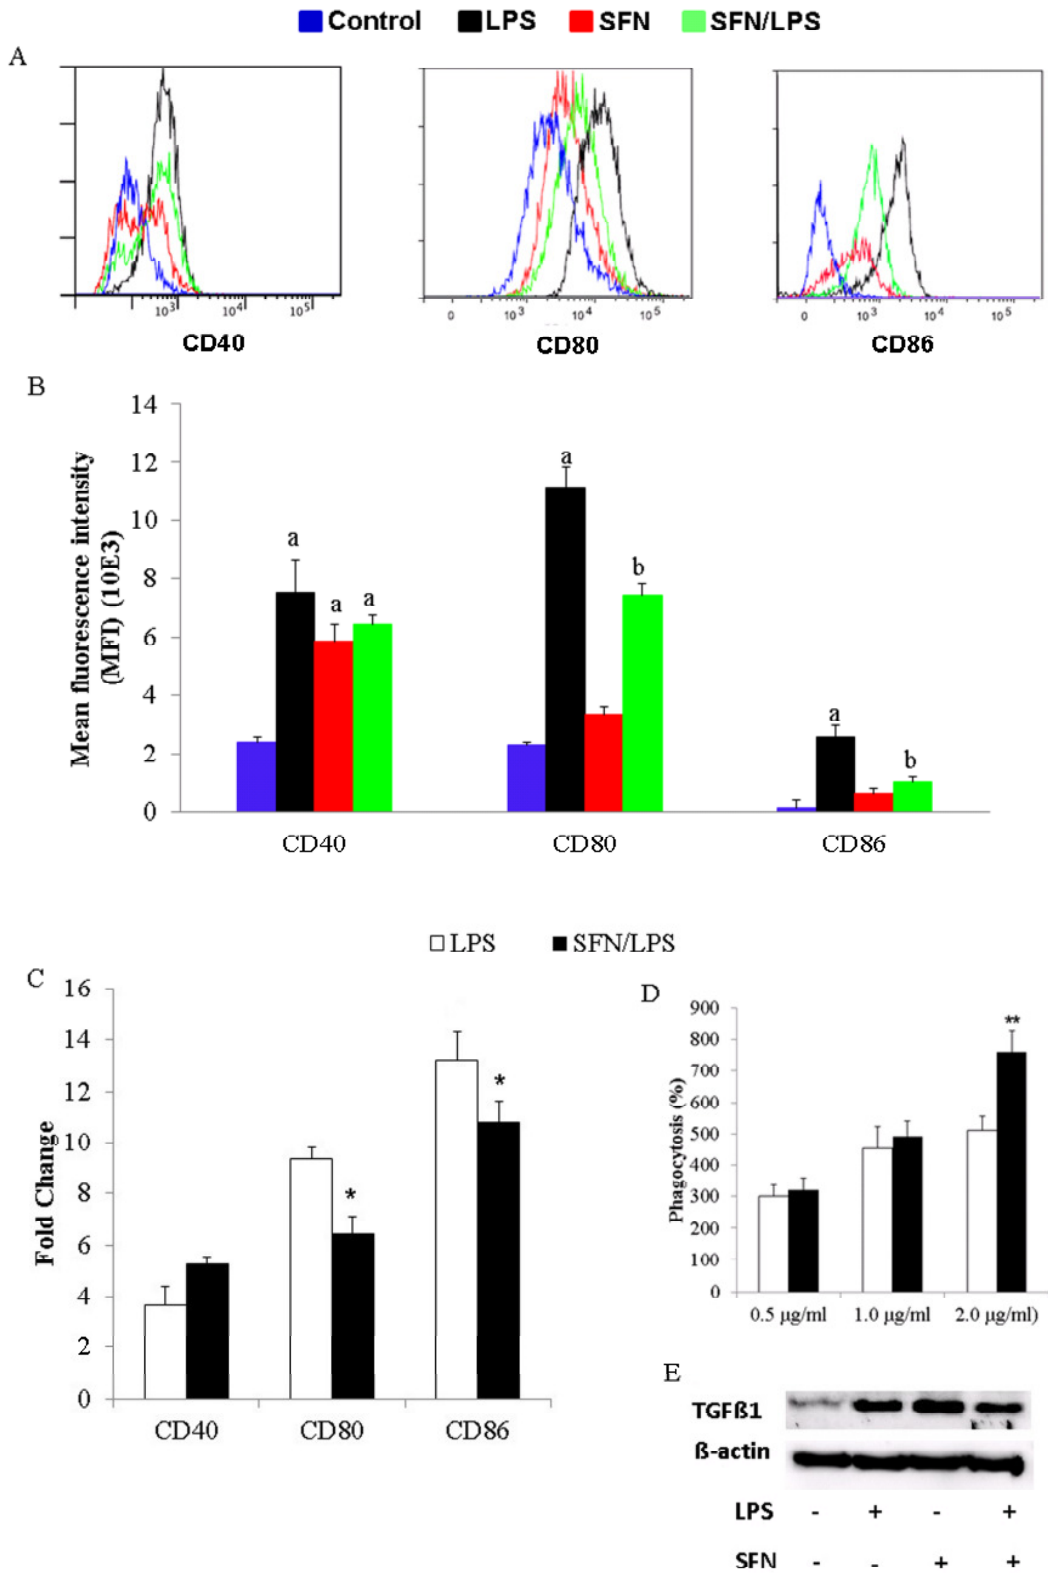 Control LPS SFN SFN/LPS
A
10³ 10⁴ 10⁵
0 10³ 10⁴ 10⁵
0 10³ 10⁴ 10⁵
CD40 CD80 CD86
B
Mean fluorescence intensity
(MFI) (10E3)
14
12
10
8
6
4
2
0
a a a
a b
a b
CD40 CD80 CD86
LPS SFN/LPS
C
Fold Change
16
14
12
10
8
6
4
2
0
*
*
CD40 CD80 CD86
D
Phagocytosis (%)
900
800
700
600
500
400
300
200
100
0
**
0.5 µg/ml 1.0 µg/ml 2.0 µg/ml)
E
TGFß1
ß-actin
LPS - + - +
SFN - - + +